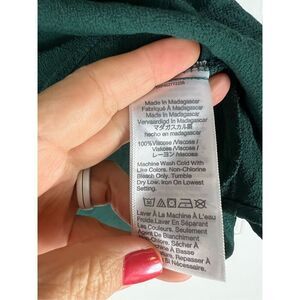 Made In Madagascar
Fabriqué À Madagascar
Made In Madagascar
Vervaardigd In Madagascar
マダガスカル製
hecho en madagascar
100%Viscose/Viscose/
Viscose/Viscose/
レーヨン/Viscosa
Machine Wash Cold With
Like Colors. Non-Chlorine
Bleach Only. Tumble
Dry Low. Iron On Lowest
Setting.
Laver À La Machine À L'eau
Froide.Laver En Séparant
Les Couleurs. Seulement
Agent De Blanchiment
Non Chloré. Sécher À
Machine À Basse
Repasser À